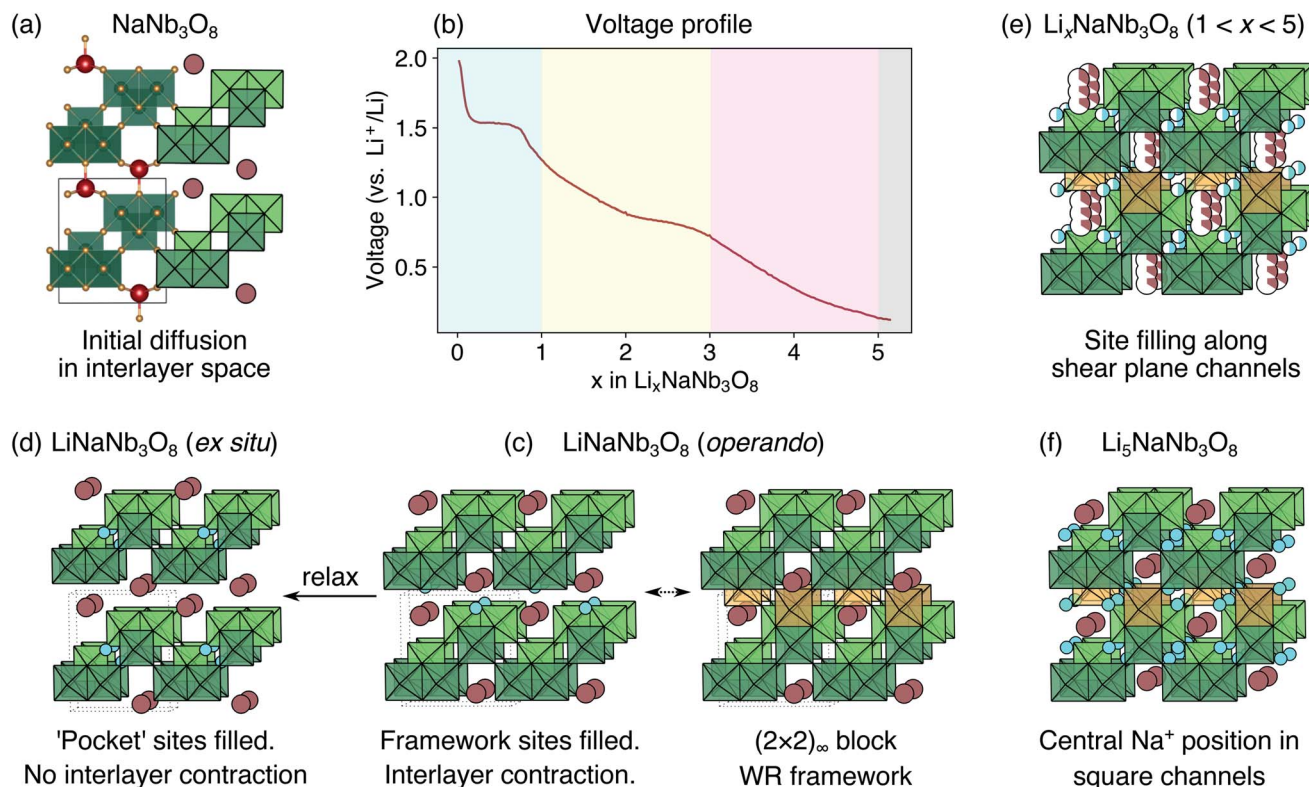 (a) NaNb₃O₈
Initial diffusion
in interlayer space
(b) Voltage profile
Voltage (vs. Li⁺/Li)
2.0
1.5
1.0
0.5
0 1 2 3 4 5
x in LiₓNaNb₃O₈
(e) LiₓNaNb₃O₈ (1 < x < 5)
Site filling along
shear plane channels
(d) LiNaNb₃O₈ (ex situ)
'Pocket' sites filled.
No interlayer contraction
relax
(c) LiNaNb₃O₈ (operando)
Framework sites filled.
Interlayer contraction.
(2×2)∞ block
WR framework
(f) Li₅NaNb₃O₈
Central Na⁺ position in
square channels